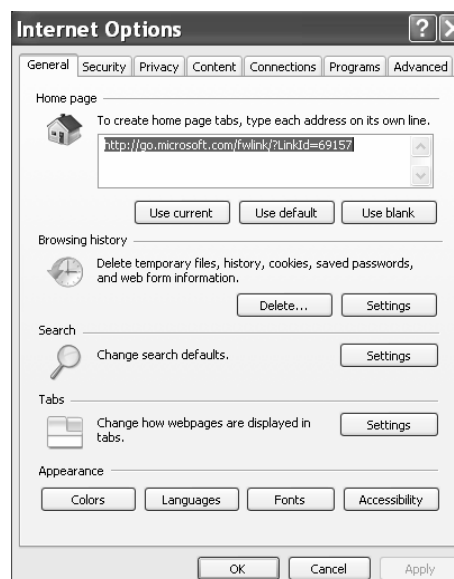 Internet Options
General Security Privacy Content Connections Programs Advanced
Home page
To create home page tabs, type each address on its own line.
http://go.microsoft.com/fwlink/?LinkId=69157
Use current Use default Use blank
Browsing history
Delete temporary files, history, cookies, saved passwords,
and web form information.
Delete... Settings
Search
Change search defaults. Settings
Tabs
Change how webpages are displayed in
tabs.
Settings
Appearance
Colors Languages Fonts Accessibility
OK Cancel Apply